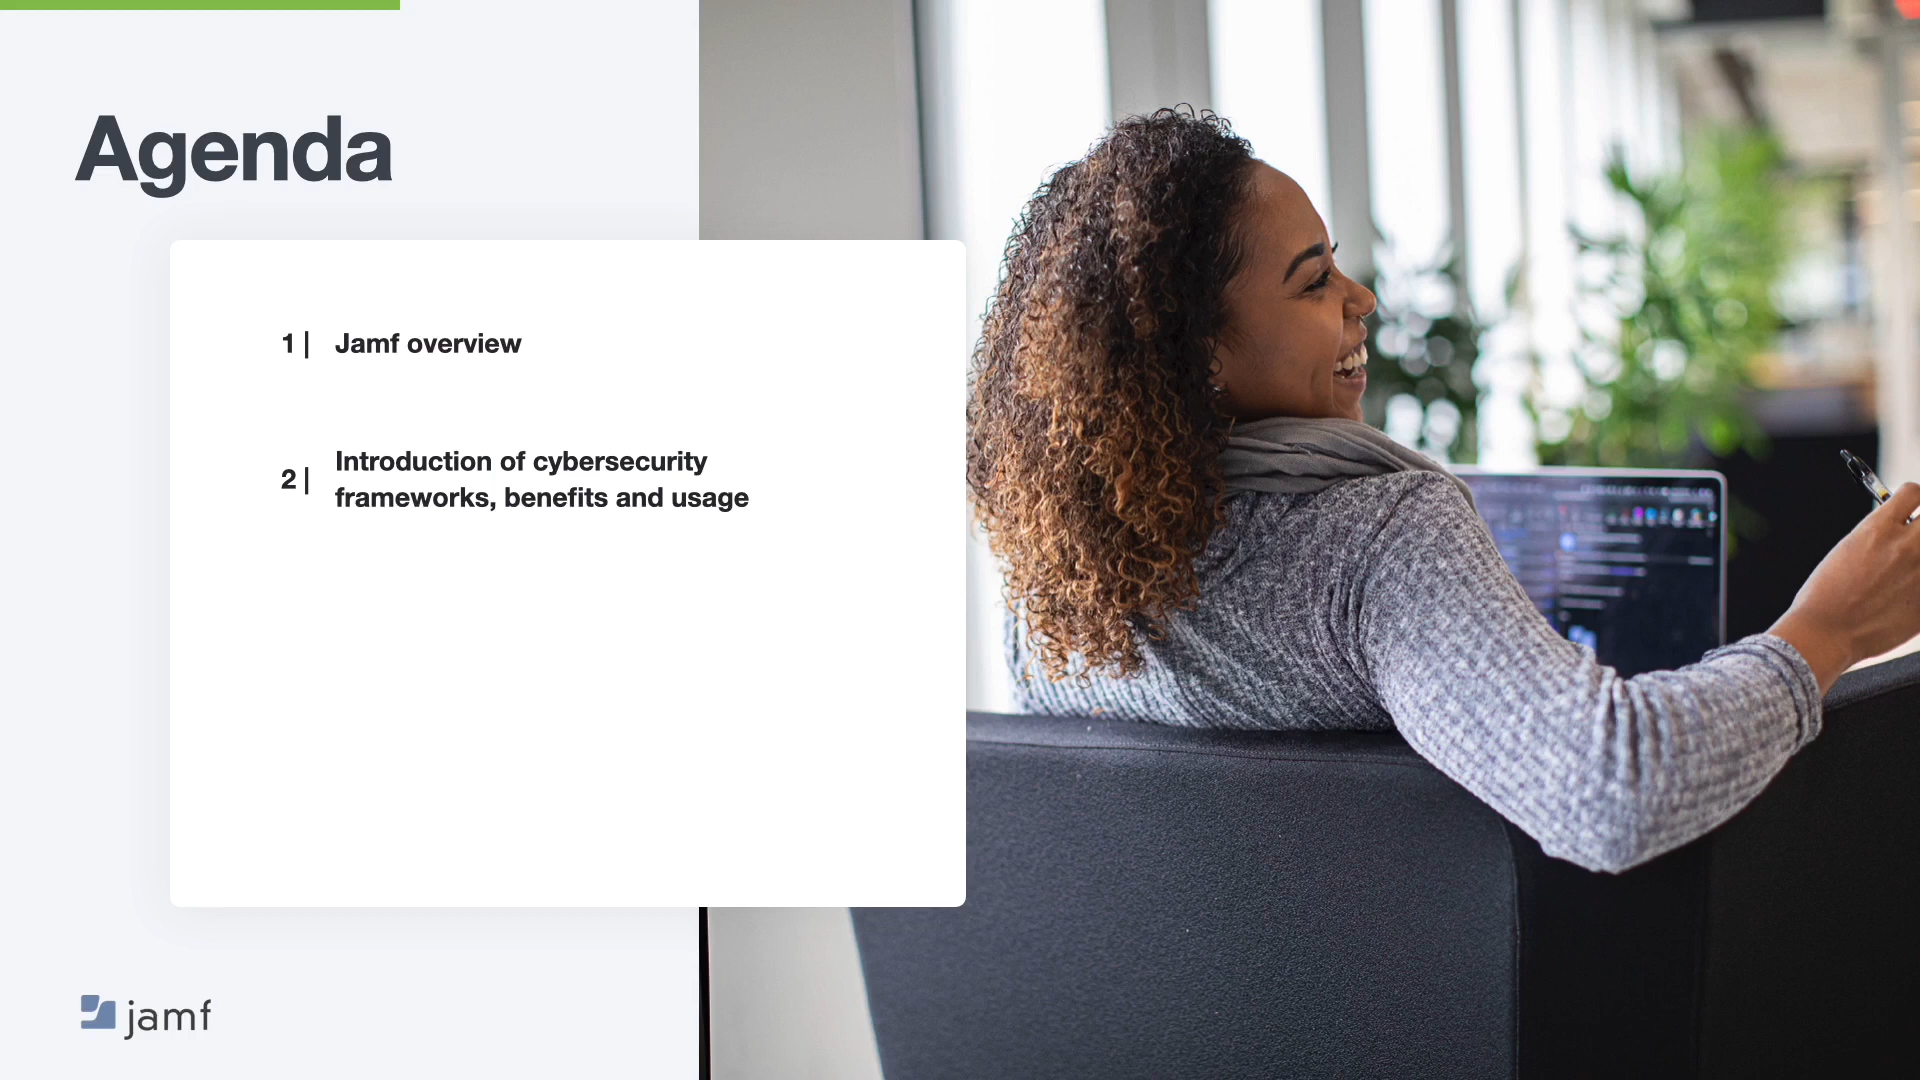 Agenda
1 | Jamf overview
2 | Introduction of cybersecurity
frameworks, benefits and usage
jamf